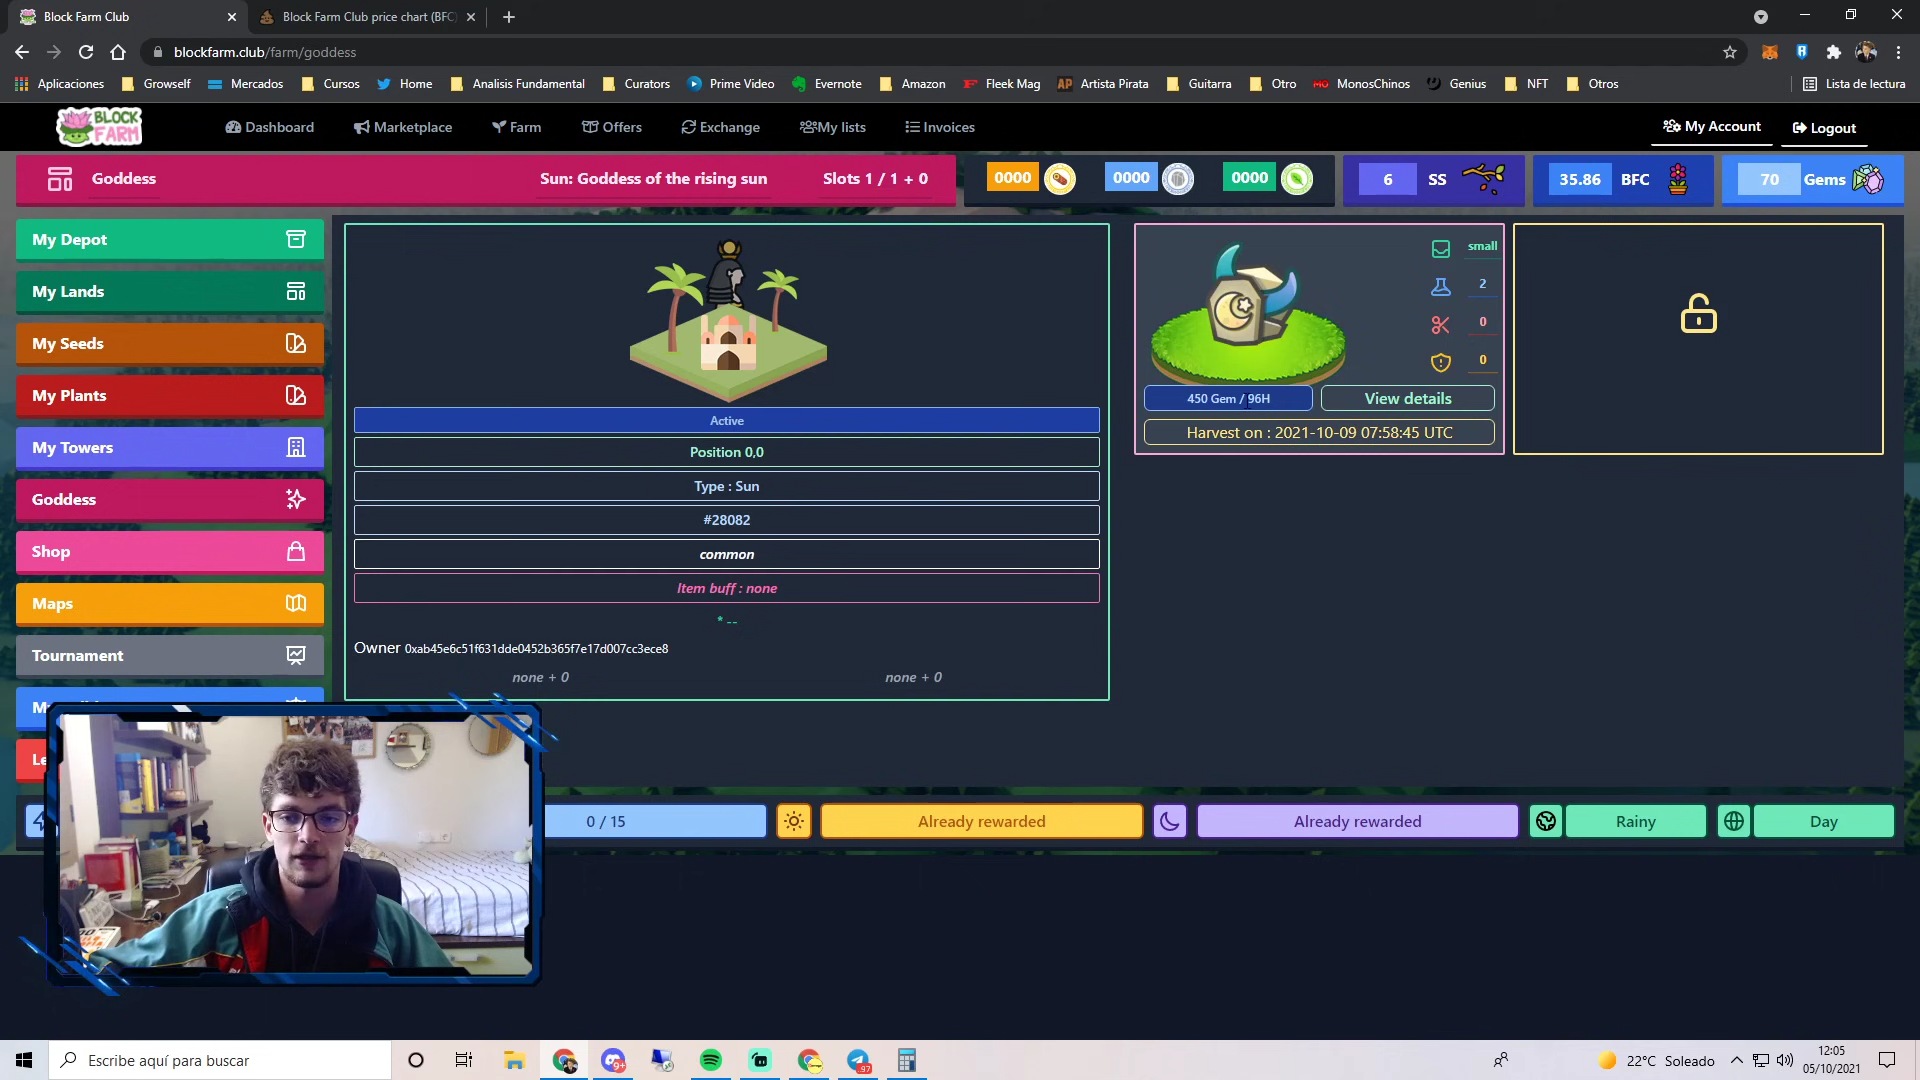 Block Farm Club
Block Farm Club price chart (BFC
blockfarm.club/farm/goddess
Aplicaciones
Growself
Mercados
Cursos
Home
Analisis Fundamental
Curators
Prime Video
Evernote
Amazon
Fleek Mag
Artista Pirata
Guitarra
Otro
MonosChinos
Genius
NFT
Otros
Lista de lectura
BLOCK FARM
Dashboard
Marketplace
Farm
Offers
Exchange
My lists
Invoices
My Account
Logout
Goddess
Sun: Goddess of the rising sun
Slots 1 / 1 + 0
0000
0000
0000
6 SS
35.86 BFC
70 Gems
My Depot
My Lands
My Seeds
My Plants
My Towers
Goddess
Shop
Maps
Tournament
M
Le
Active
Position 0,0
Type : Sun
#28082
common
Item buff : none
* --
Owner 0xab45e6c51f631dde0452b365f7e17d007cc3ece8
none + 0
none + 0
small
2
0
0
450 Gem / 96H
View details
Harvest on : 2021-10-09 07:58:45 UTC
0 / 15
Already rewarded
Already rewarded
Rainy
Day
Escribe aquí para buscar
9+
97
22°C Soleado
12:05
05/10/2021